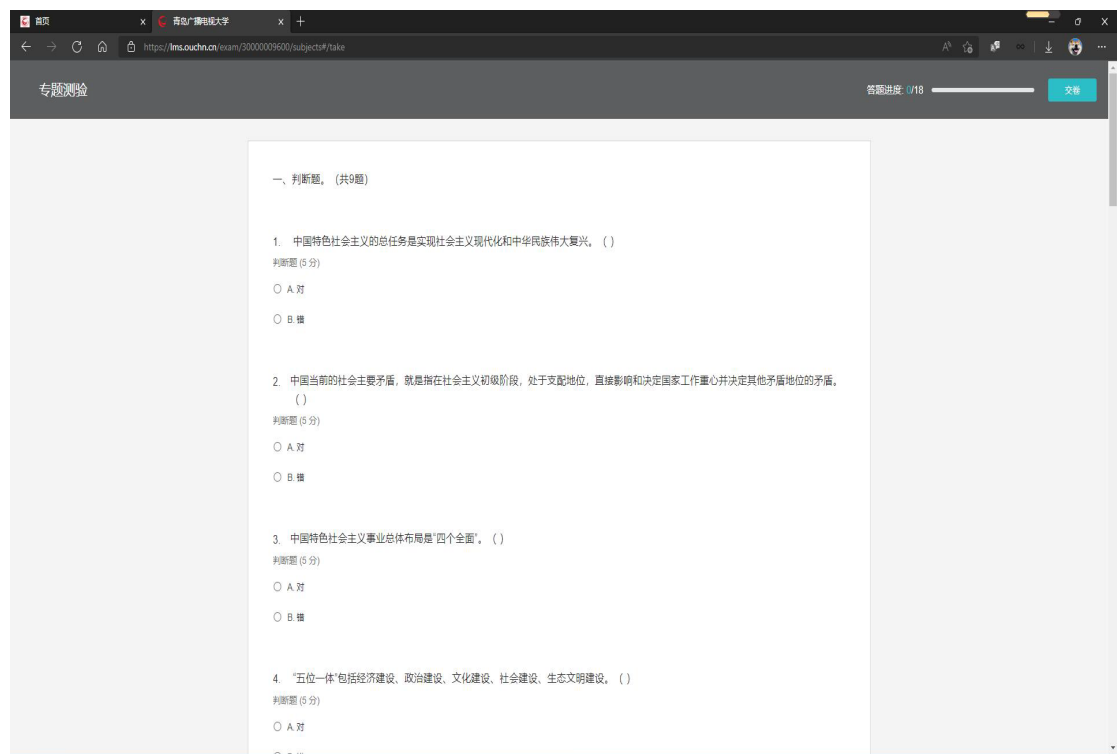 首页
青岛广播电视大学
https://lms.ouchn.cn/exam/30000009600/subjects#/take
专题测验
答题进度: 0/18
交卷
一、判断题。(共9题)
1. 中国特色社会主义的总任务是实现社会主义现代化和中华民族伟大复兴。( )
判断题 (5 分)
A. 对
B. 错
2. 中国当前的社会主要矛盾，就是指在社会主义初级阶段，处于支配地位，直接影响和决定国家工作重心并决定其他矛盾地位的矛盾。
( )
判断题 (5 分)
A. 对
B. 错
3. 中国特色社会主义事业总体布局是"四个全面"。( )
判断题 (5 分)
A. 对
B. 错
4. "五位一体"包括经济建设、政治建设、文化建设、社会建设、生态文明建设。( )
判断题 (5 分)
A. 对